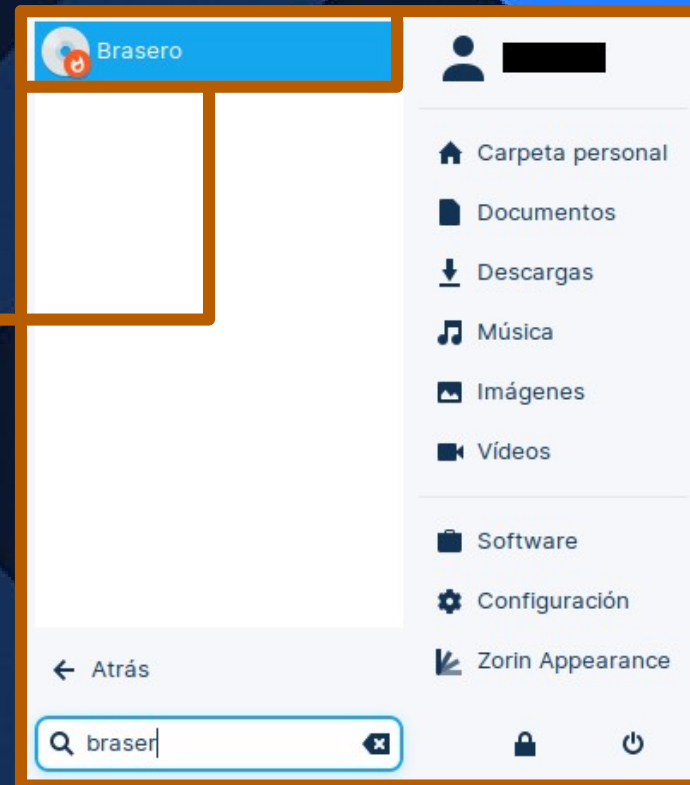 Brasero
Carpeta personal
Documentos
Descargas
Música
Imágenes
Vídeos
Software
Configuración
Zorin Appearance
Atrás
braser